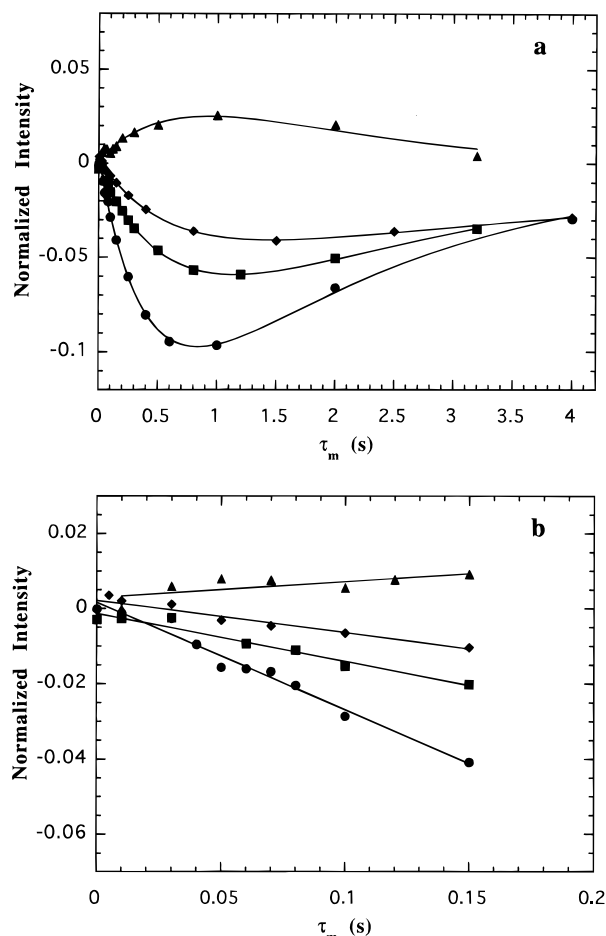 a
0.05
0
-0.05
-0.1
Normalized Intensity
0 0.5 1 1.5 2 2.5 3 3.5 4
τm (s)
b
0.02
0
-0.02
-0.04
-0.06
Normalized Intensity
0 0.05 0.1 0.15 0.2
τm (s)